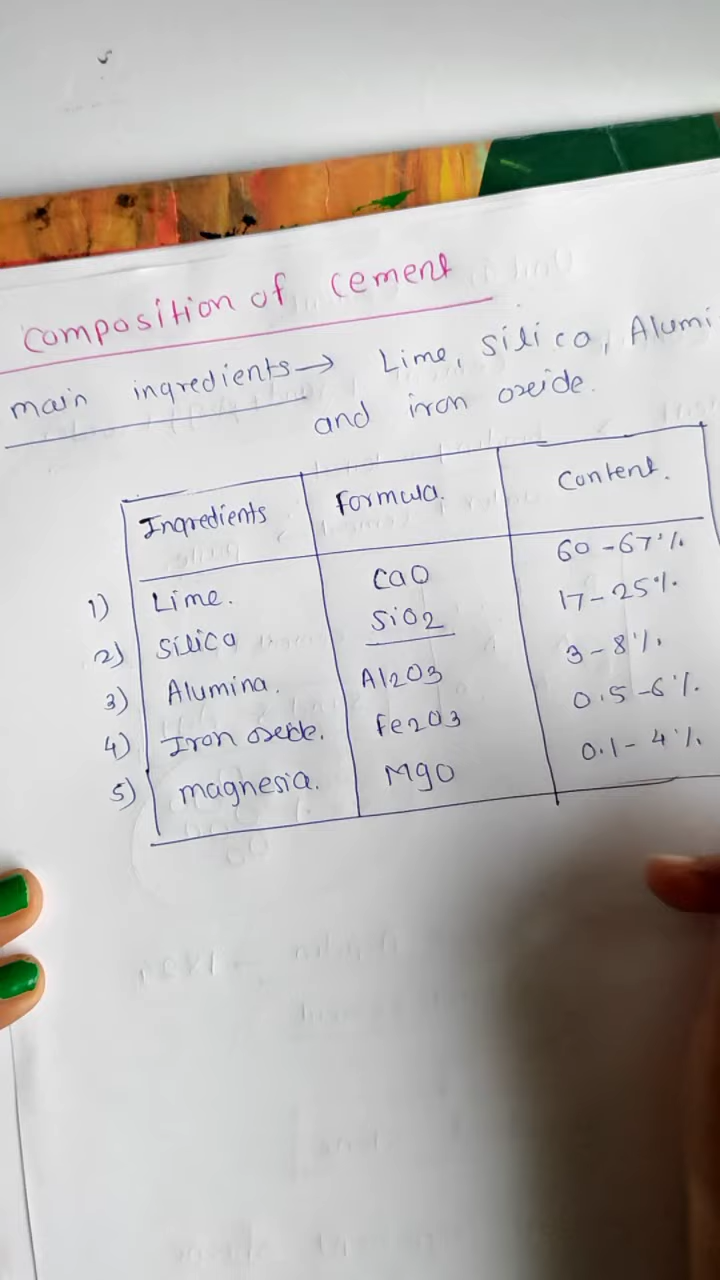 Composition of cement
main ingredients → Lime, Silica, Alumi
and iron oxide.
Ingredients Formula. Content.
1) Lime. CaO 60-67%
2) Silica SiO2 17-25%
3) Alumina. Al2O3 3-8%
4) Iron oxide. Fe2O3 0.5-6%
5) magnesia. MgO 0.1-4%